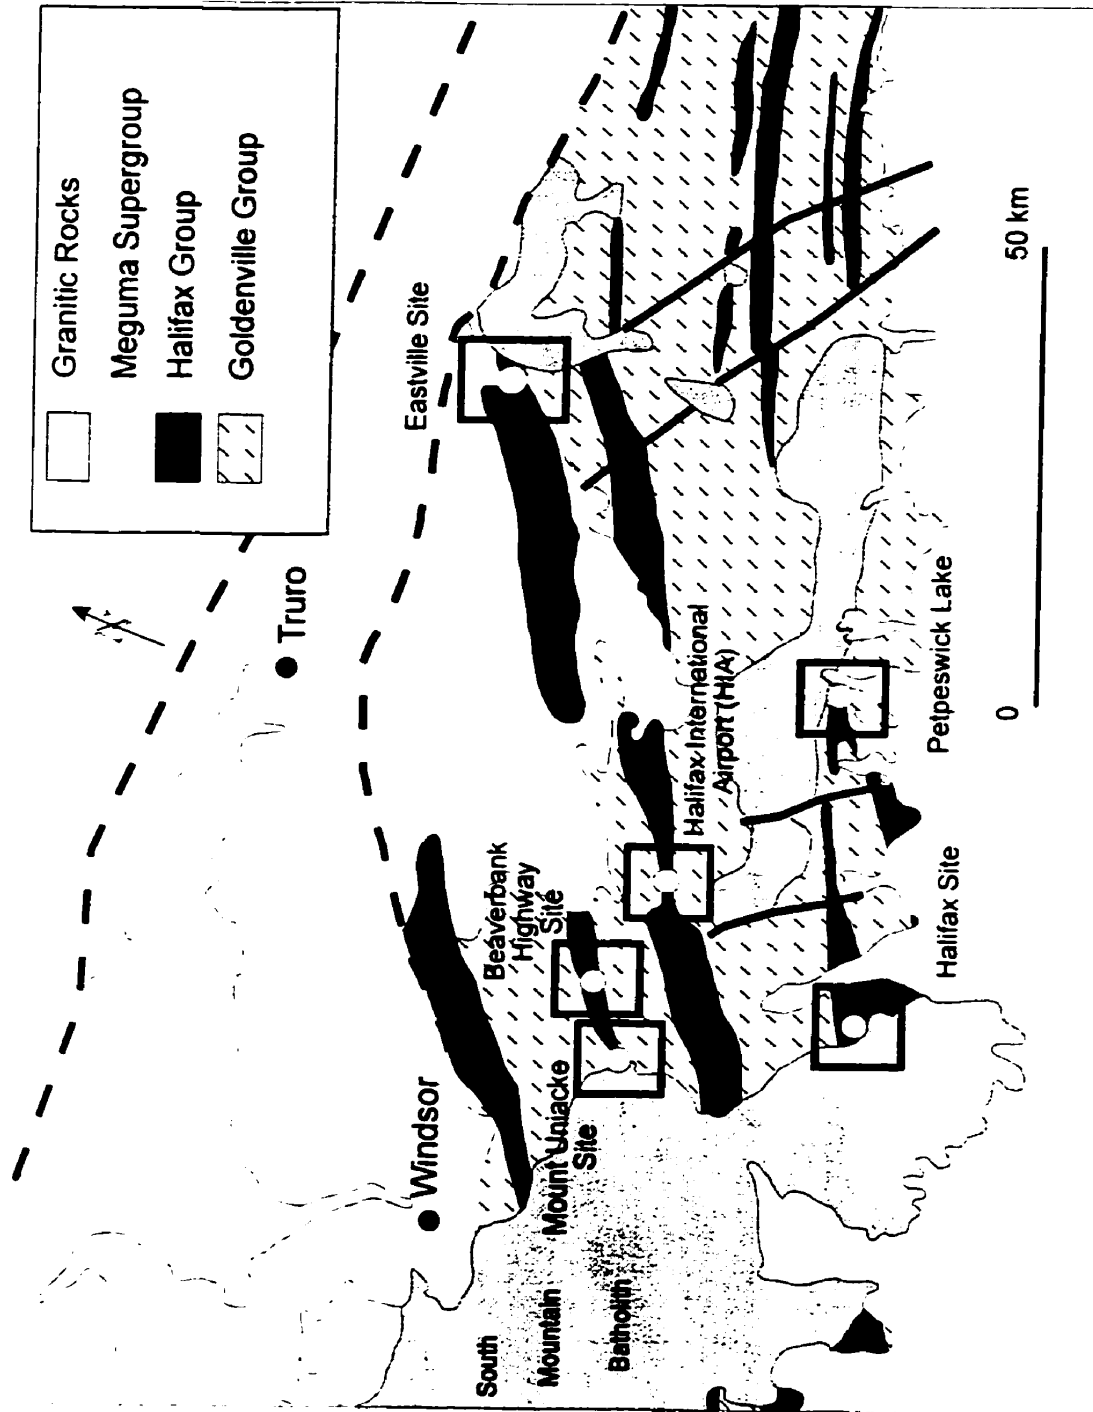 Granitic Rocks
Meguma Supergroup
Halifax Group
Goldenville Group
N
Truro
Eastville Site
Windsor
Beaverbank
Highway
Site
Halifax International
Airport (HIA)
Mount Uniacke
Site
South
Mountain
Batholith
Halifax Site
Petpeswick Lake
0
50 km